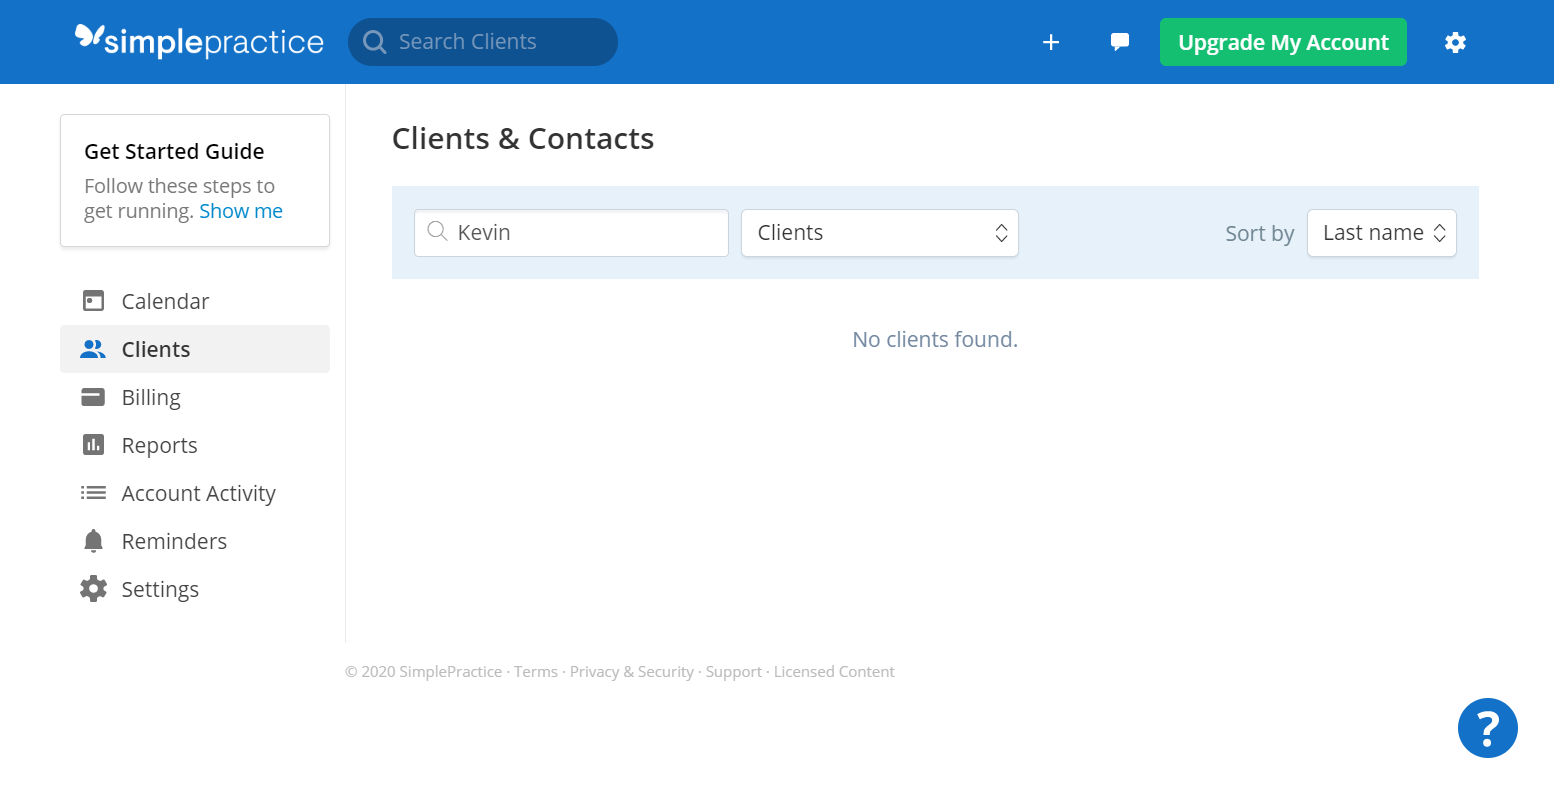 simplepractice
Search Clients
Upgrade My Account
Get Started Guide
Follow these steps to
get running. Show me
Calendar
Clients
Billing
Reports
Account Activity
Reminders
Settings
Clients & Contacts
Kevin
Clients
Sort by
Last name
No clients found.
© 2020 SimplePractice · Terms · Privacy & Security · Support · Licensed Content
?